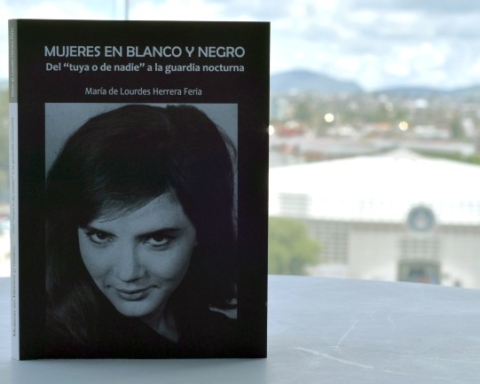 MUJERES EN BLANCO Y NEGRO
Del “tuya o de nadie” a la guardia nocturna
María de Lourdes Herrera Feria